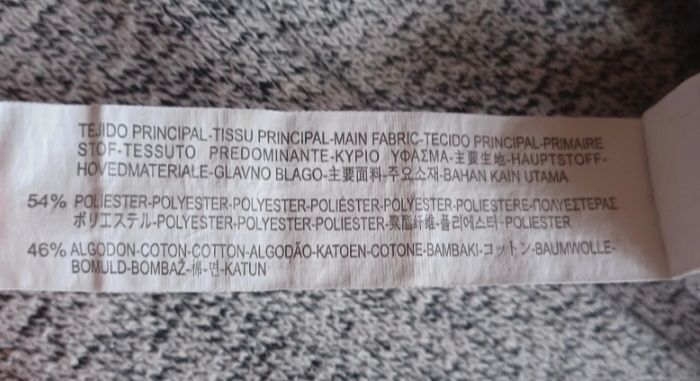 TEJIDO PRINCIPAL-TISSU PRINCIPAL-MAIN FABRIC-TECIDO PRINCIPAL-PRIMAIRE
STOF-TESSUTO PREDOMINANTE-ΚΥΡΙΟ ΥΦΑΣΜΑ-主要生地-HAUPTSTOFF-
HOVEDMATERIALE-GLAVNO BLAGO-主要面料-주요소재-BAHAN KAIN UTAMA
54% POLIESTER-POLYESTER-POLYESTER-POLIÉSTER-POLYESTER-POLIESTERE-ΠΟΛΥΕΣΤΕΡΑΣ
ポリエステル-POLYESTER-POLYESTER-POLIESTER-聚酯纤维-폴리에스터-POLIESTER
46% ALGODON-COTON-COTTON-ALGODÃO-KATOEN-COTONE-BAMBAKI-コットン-BAUMWOLLE-
BOMULD-BOMBAŽ-棉-면-KATUN